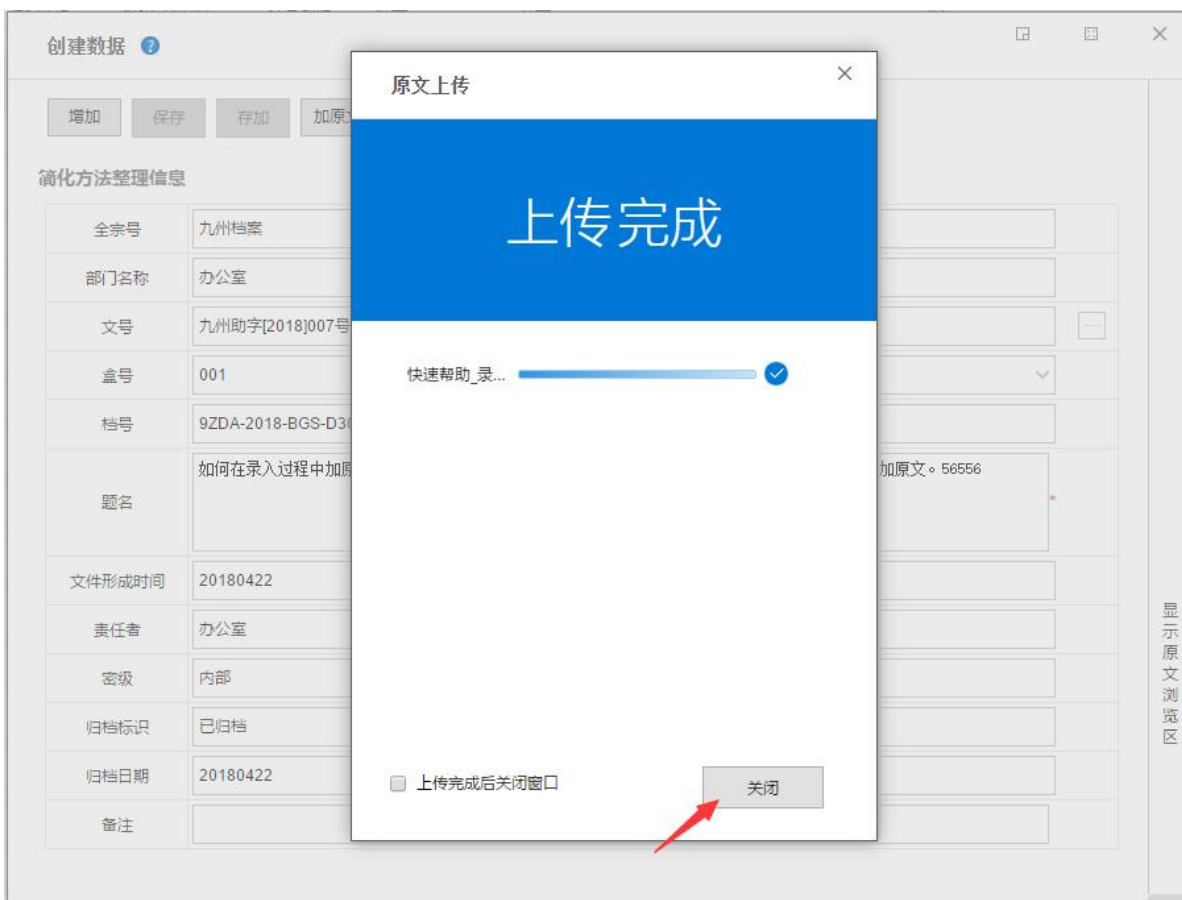 创建数据 ?
原文上传
增加 保存 存加 加原
上传完成
简化方法整理信息
全宗号 九州档案
部门名称 办公室
文号 九州助字[2018]007号
盒号 001
快速帮助_录...
档号 9ZDA-2018-BGS-D30
题名 如何在录入过程中加原 加原文。56556
*
文件形成时间 20180422
责任者 办公室
密级 内部
归档标识 已归档
归档日期 20180422
备注
上传完成后关闭窗口 关闭
显示原文浏览区